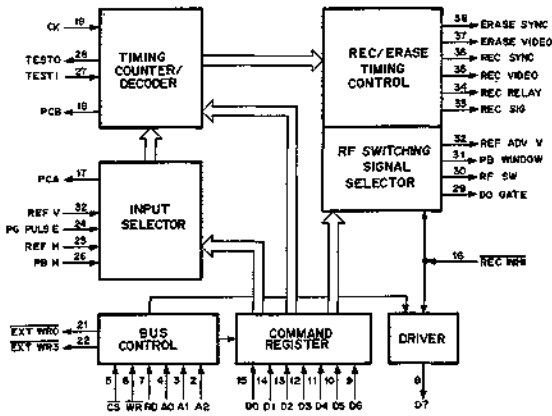 CK 19
TESTO 28
TESTI 27
PCB 18
TIMING
COUNTER/
DECODER
REC/ERASE
TIMING
CONTROL
38 ERASE SYNC
37 ERASE VIDEO
36 REC SYNC
35 REC VIDEO
34 REC RELAY
33 REC SIG
RF SWITCHING
SIGNAL
SELECTOR
32 REF ADV V
31 PB WINDOW
30 RF SW
29 DO GATE
PCA 17
REF V 32
PG PULSE 24
REF H 25
PB H 26
INPUT
SELECTOR
16 REC INH
EXT WR0 21
EXT WR3 22
BUS
CONTROL
COMMAND
REGISTER
DRIVER
5 6 7 4 3 2
15 14 13 12 11 10 9
8
CS WR RD A0 A1 A2
D0 D1 D2 D3 D4 D5 D6
D7